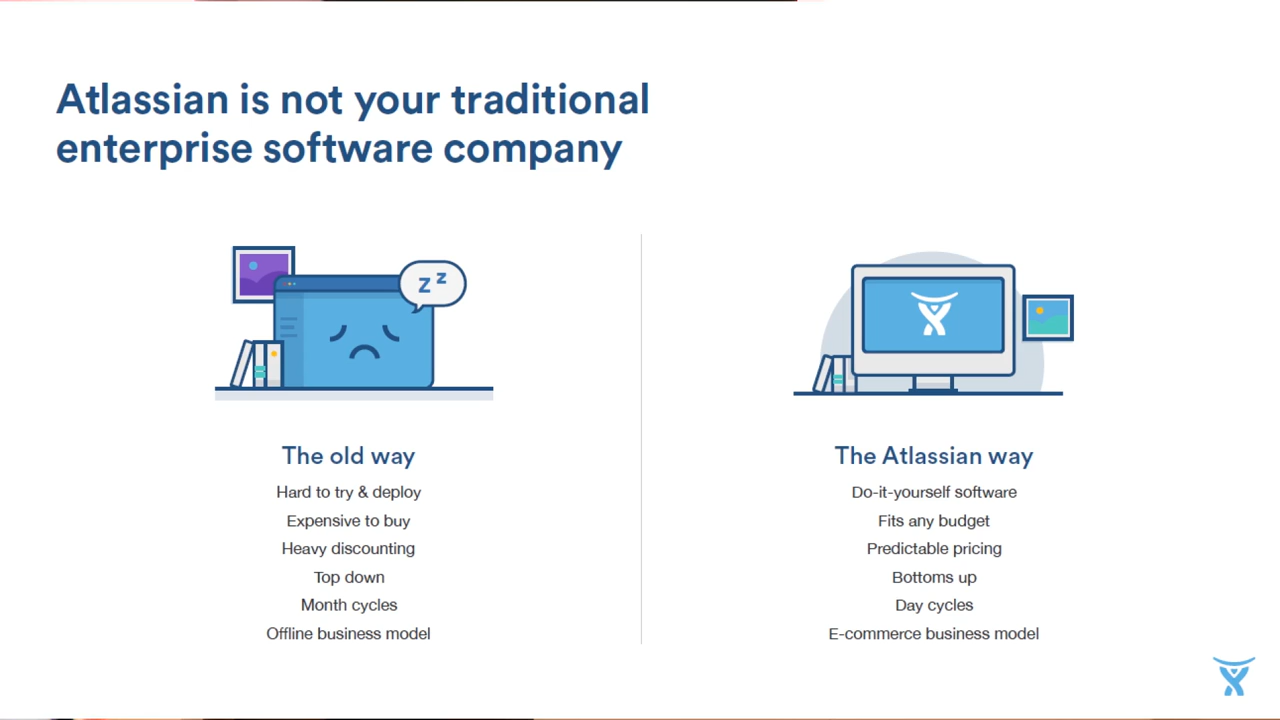 Atlassian is not your traditional
enterprise software company
z z
The old way
Hard to try & deploy
Expensive to buy
Heavy discounting
Top down
Month cycles
Offline business model
The Atlassian way
Do-it-yourself software
Fits any budget
Predictable pricing
Bottoms up
Day cycles
E-commerce business model